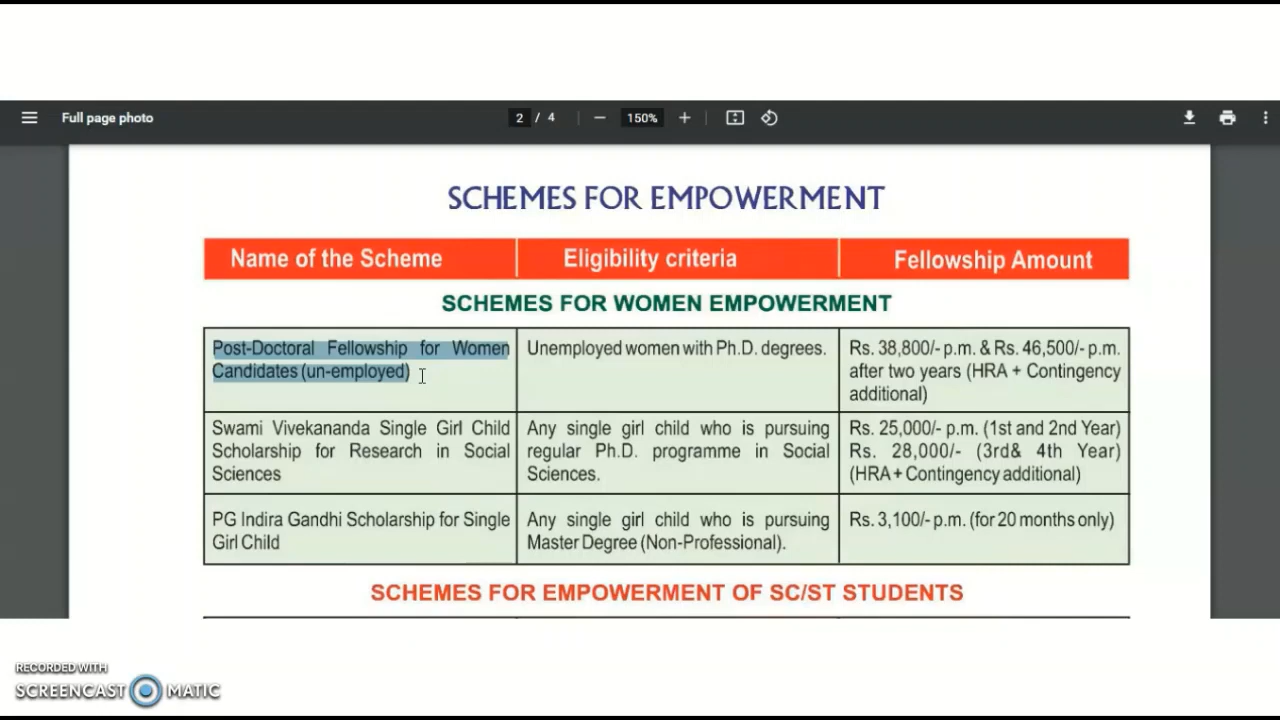 Full page photo 2 / 4 150%
SCHEMES FOR EMPOWERMENT
Name of the Scheme Eligibility criteria Fellowship Amount
SCHEMES FOR WOMEN EMPOWERMENT
Post-Doctoral Fellowship for Women
Candidates (un-employed)
Unemployed women with Ph.D. degrees.
Rs. 38,800/- p.m. & Rs. 46,500/- p.m.
after two years (HRA + Contingency
additional)
Swami Vivekananda Single Girl Child
Scholarship for Research in Social
Sciences
Any single girl child who is pursuing
regular Ph.D. programme in Social
Sciences.
Rs. 25,000/- p.m. (1st and 2nd Year)
Rs. 28,000/- (3rd& 4th Year)
(HRA+ Contingency additional)
PG Indira Gandhi Scholarship for Single
Girl Child
Any single girl child who is pursuing
Master Degree (Non-Professional).
Rs. 3,100/- p.m. (for 20 months only)
SCHEMES FOR EMPOWERMENT OF SC/ST STUDENTS
RECORDED WITH
SCREENCAST MATIC